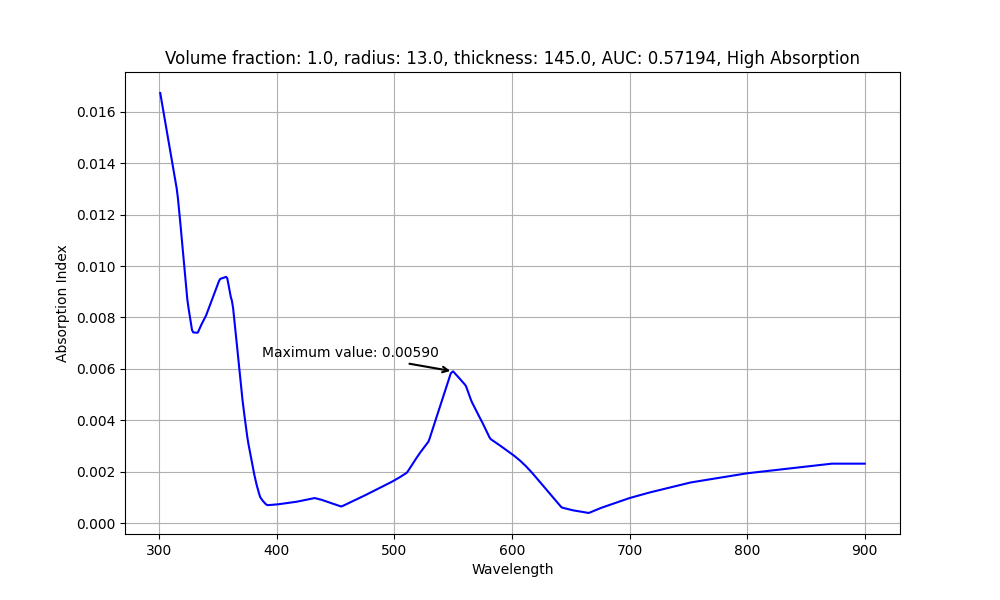 Volume fraction: 1.0, radius: 13.0, thickness: 145.0, AUC: 0.57194, High Absorption
Absorption Index
0.016
0.014
0.012
0.010
0.008
0.006
0.004
0.002
0.000
Maximum value: 0.00590
300 400 500 600 700 800 900
Wavelength